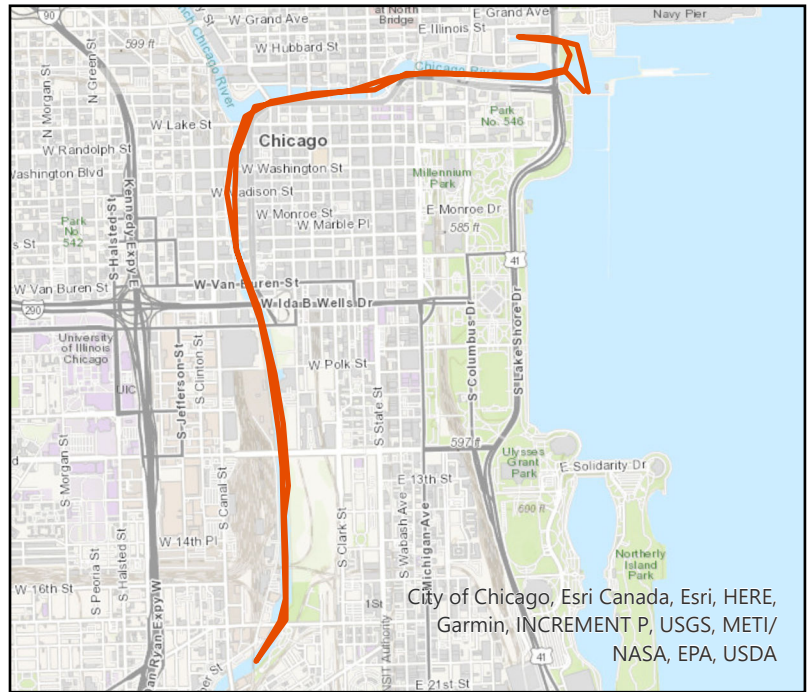 90
W Grand Ave
at North
Bridge
E Grand Ave
Navy Pier
E Illinois St
599 ft
W Hubbard St
N Morgan St
N Green St
Chicago River
Chicago River
W Lake St
Park
No. 546
W Randolph St
Chicago
Washington Blvd
W Washington St
Millennium
Park
W Madison St
Kennedy Expy E
S Halsted St
Park
No.
542
W Monroe St
W Marble Pl
E Monroe Dr
585 ft
s St
41
W Van Buren St
W Van Buren St
290
W Ida B Wells Dr
S Columbus Dr
S Lake Shore Dr
University
of Illinois
Chicago
UIC
S Jefferson St
S Clinton St
W Polk St
S State St
597 ft
Ulysses
Grant
Park
E Solidarity Dr
S Morgan St
S Canal St
E 13th St
600 ft
S Peoria St
S Halsted St
W 14th Pl
S Clark St
S Wabash Ave
Michigan Ave
Northerly
Island
Park
W 16th St
Dan Ryan Expy W
City of Chicago, Esri Canada, Esri, HERE,
Garmin, INCREMENT P, USGS, METI/
NASA, EPA, USDA
41
E 21st St